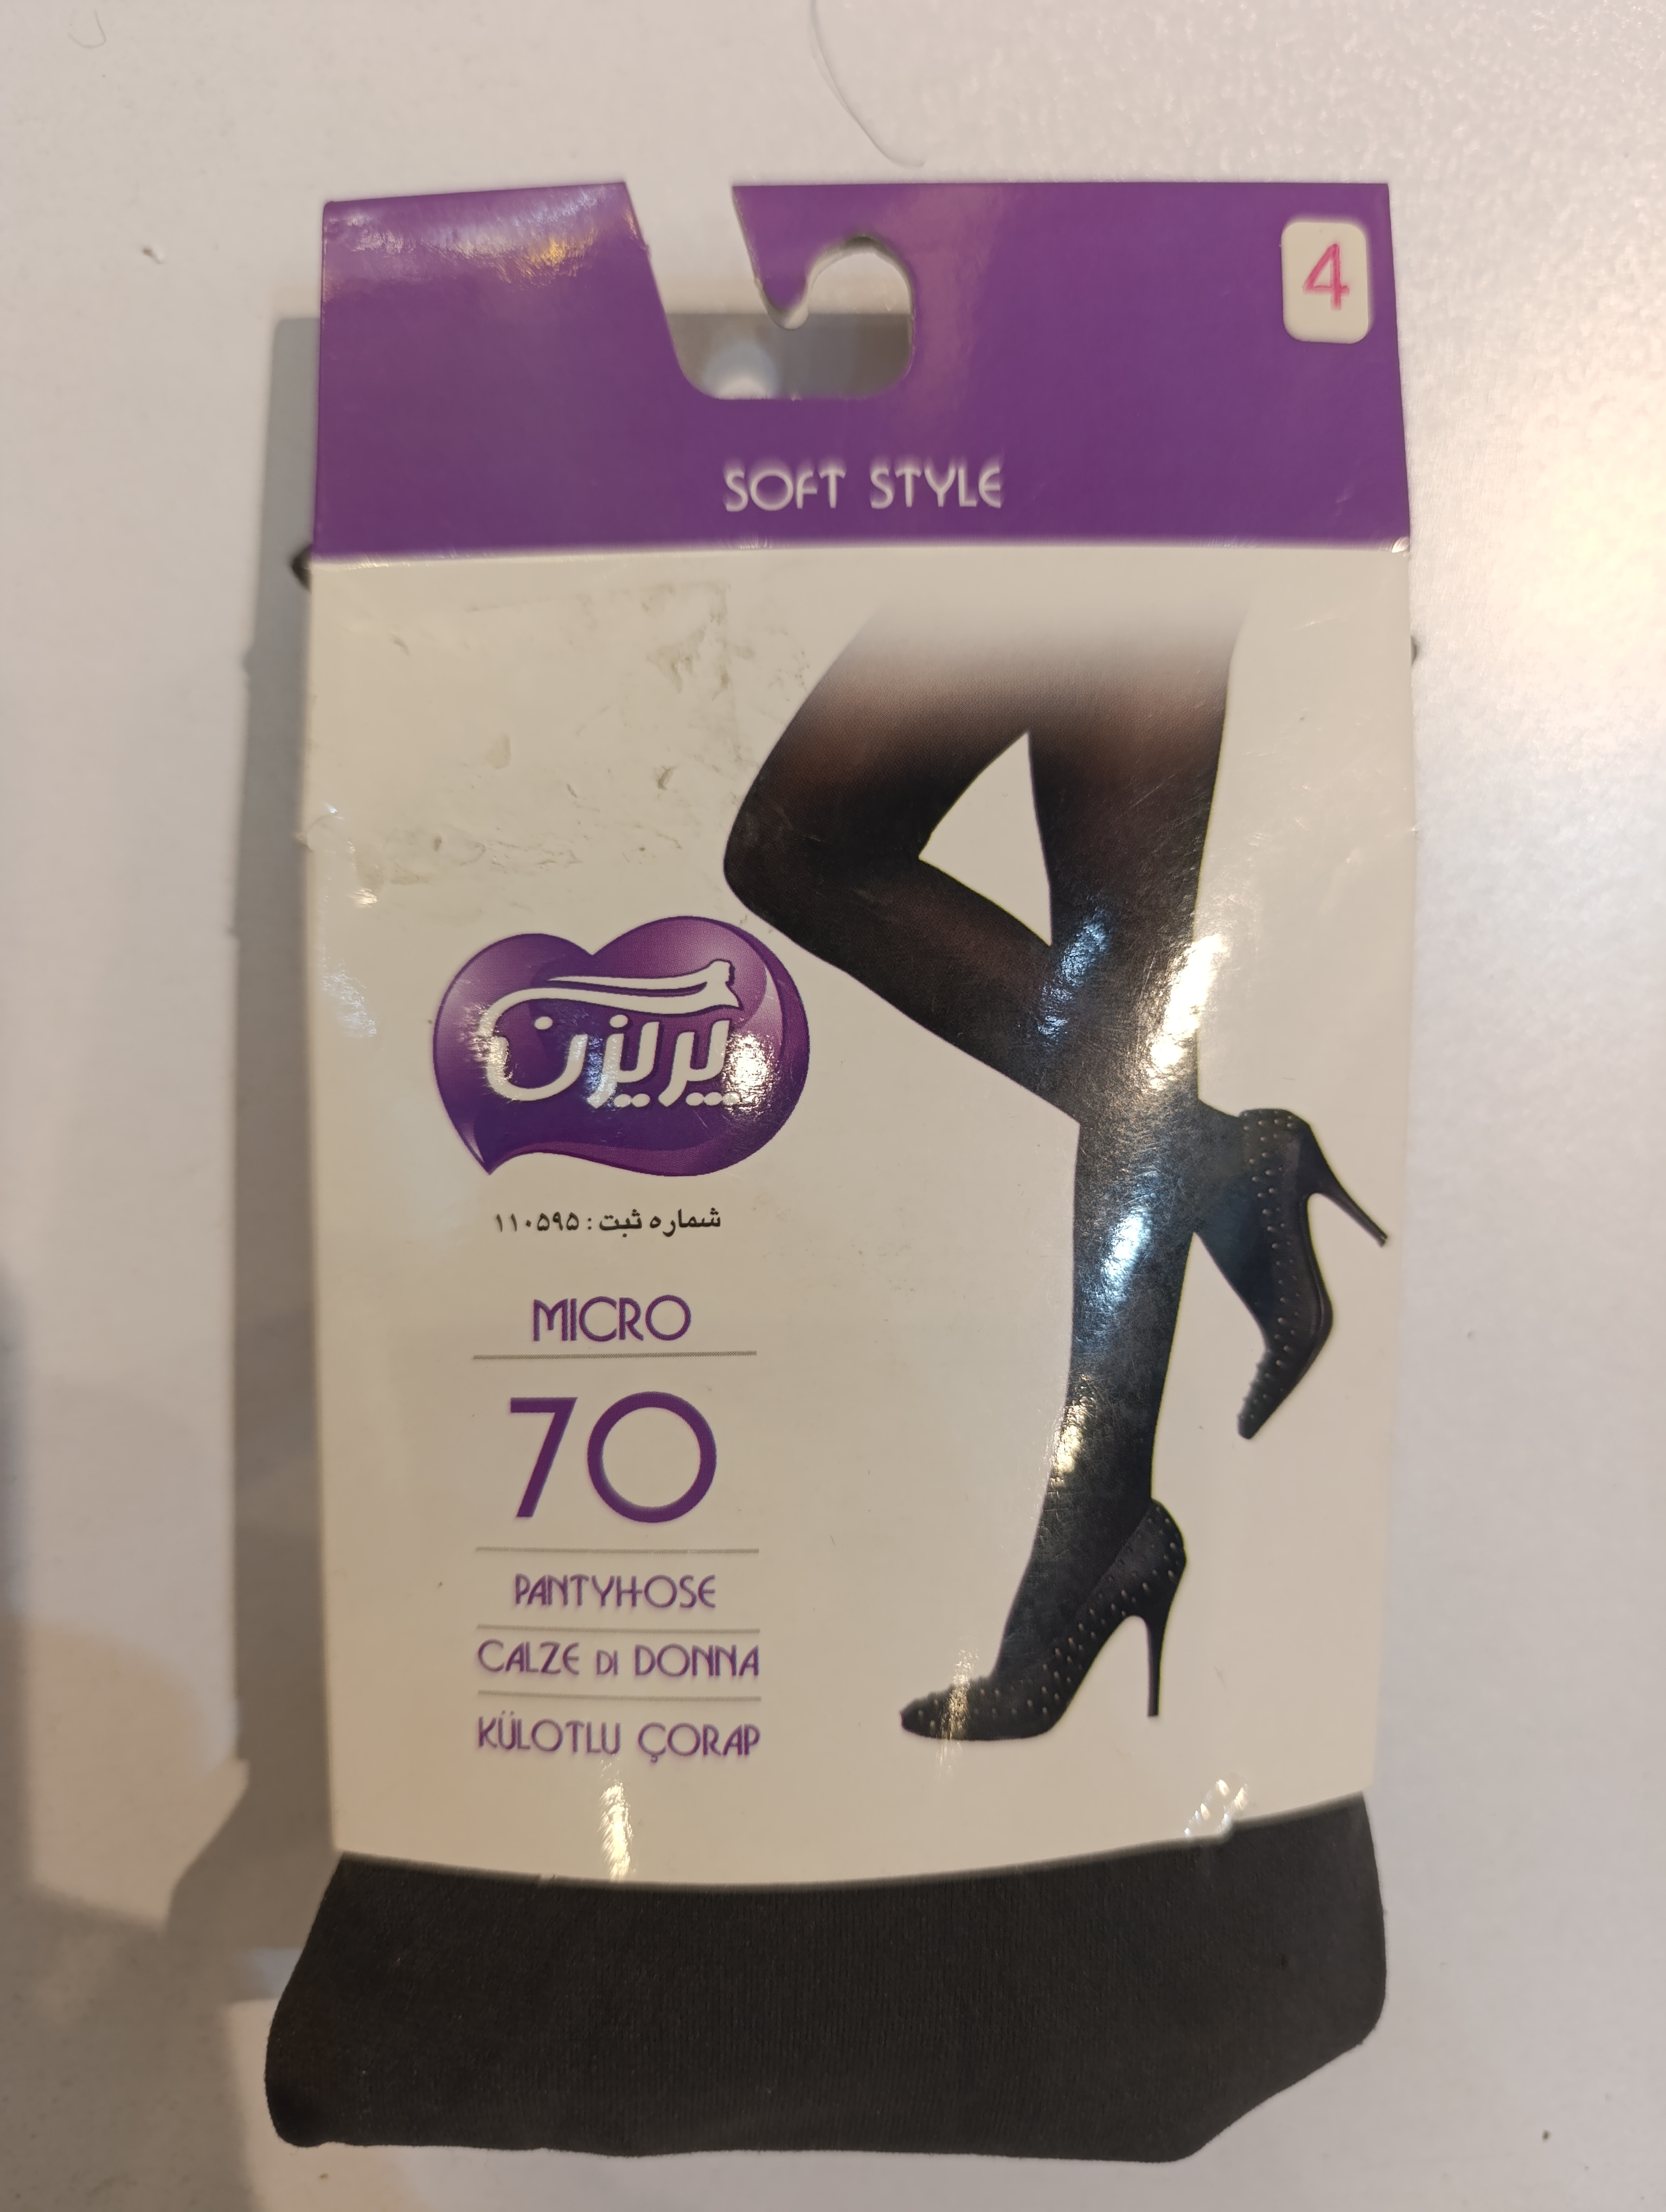 4
SOFT STYLE
پریزن
شماره ثبت : ۱۱۰۵۹۵
MICRO
70
PANTYHOSE
CALZE DI DONNA
KÜLOTLU ÇORAP